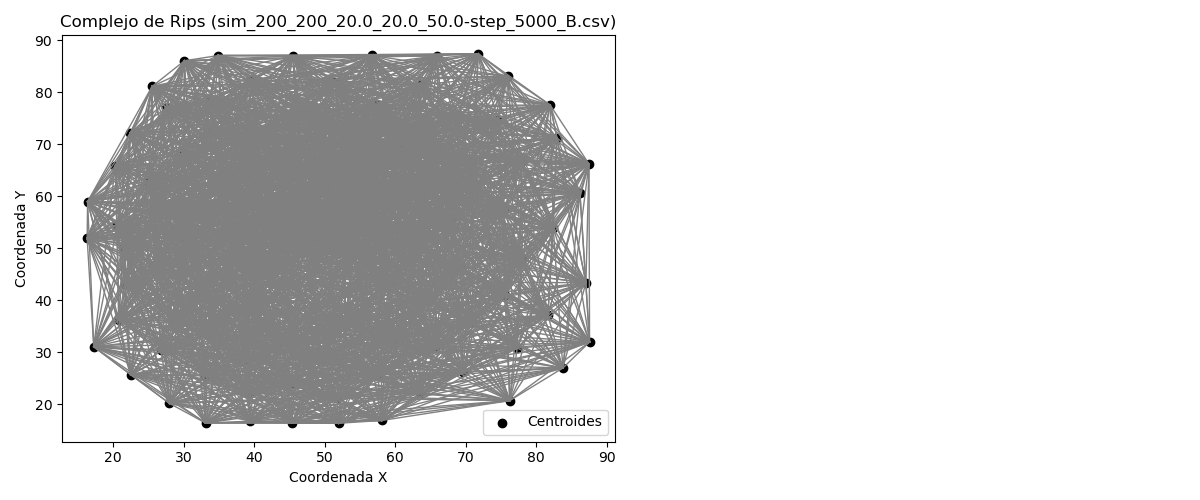 Complejo de Rips (sim_200_200_20.0_20.0_50.0-step_5000_B.csv)
90
80
70
60
50
40
30
20
Coordenada Y
20 30 40 50 60 70 80 90
Coordenada X
Centroides